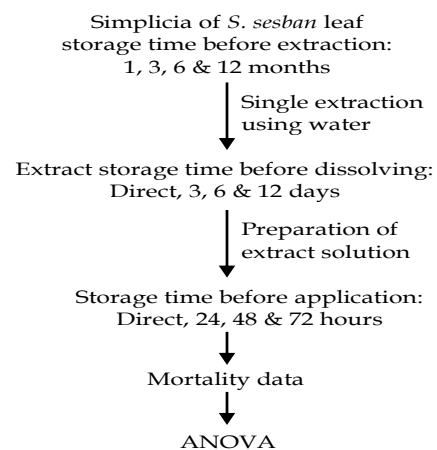 Simplicia of S. sesban leaf
storage time before extraction:
1, 3, 6 & 12 months
Single extraction
using water
Extract storage time before dissolving:
Direct, 3, 6 & 12 days
Preparation of
extract solution
Storage time before application:
Direct, 24, 48 & 72 hours
Mortality data
ANOVA